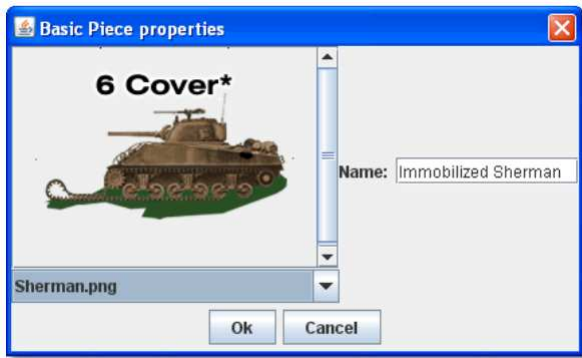 Basic Piece properties
6 Cover*
Name: Immobilized Sherman
Sherman.png
Ok Cancel